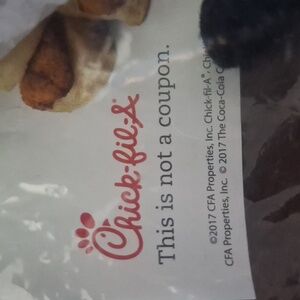 Chick-fil-A®
This is not a coupon.
©2017 CFA Properties, Inc. Chick-fil-A®,
CFA Properties, Inc. © 2017 The Coca-Cola